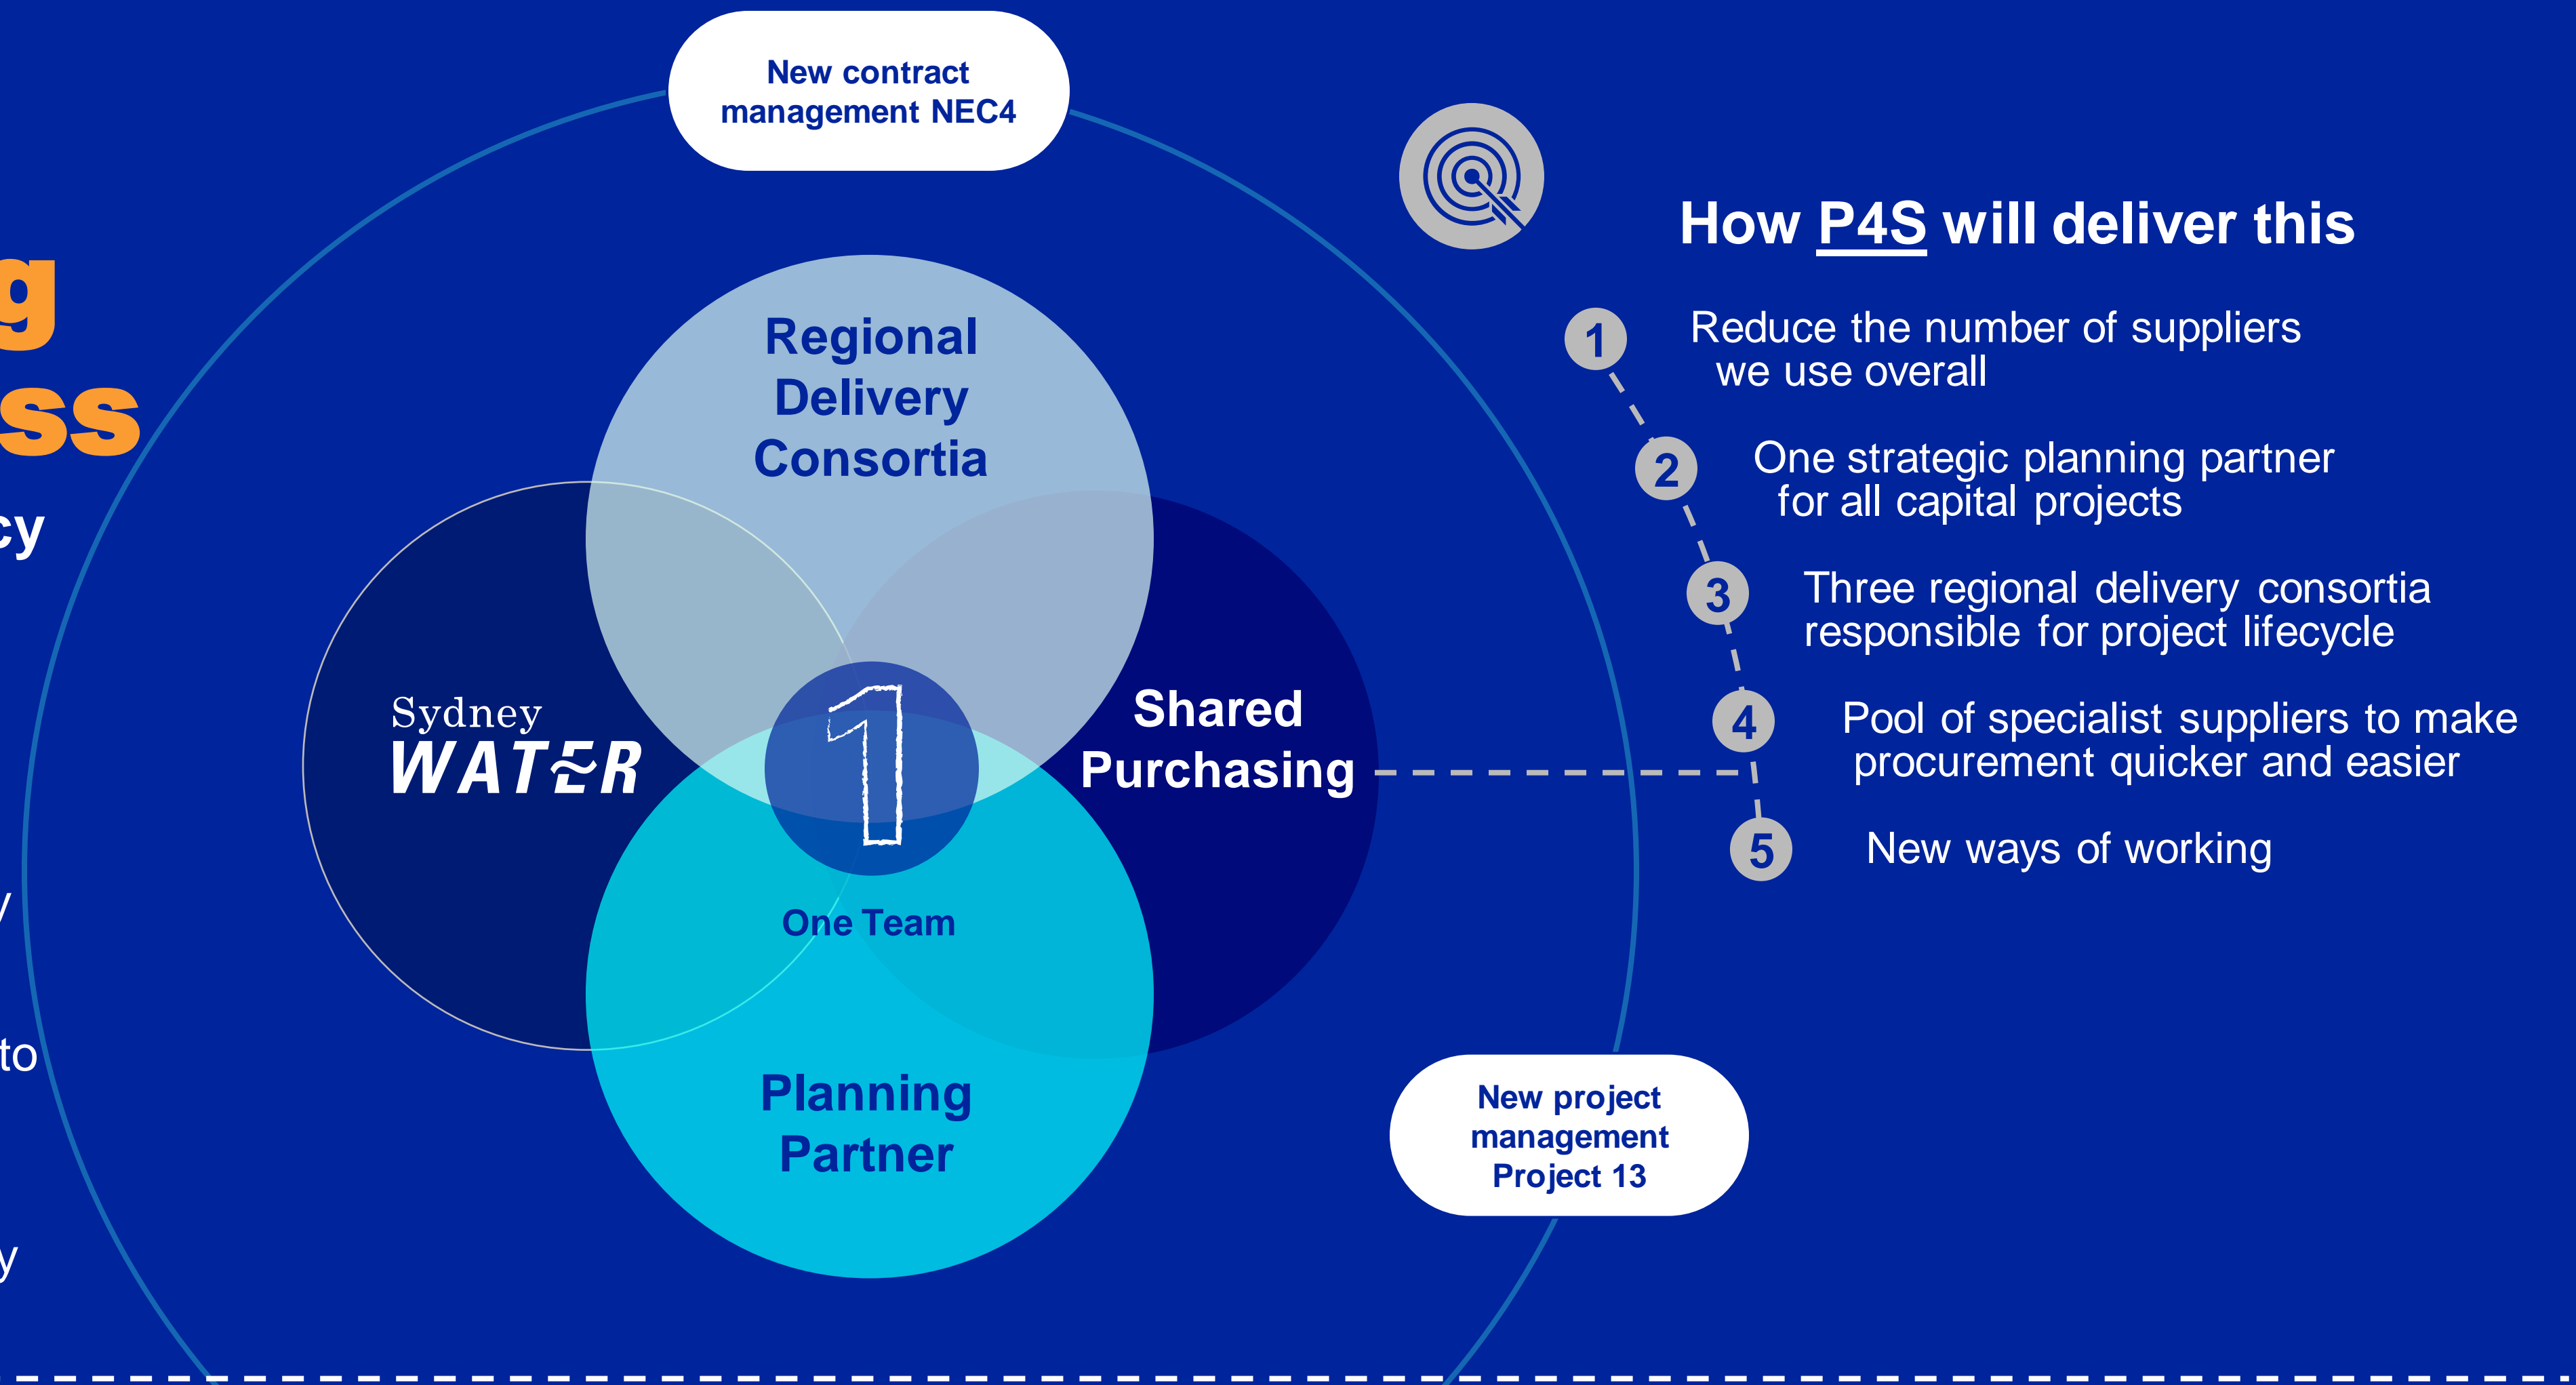 New contract
management NEC4
Regional
Delivery
Consortia
Sydney
WATER
1
One Team
Shared
Purchasing
Planning
Partner
New project
management
Project 13
How P4S will deliver this
1 Reduce the number of suppliers
we use overall
2 One strategic planning partner
for all capital projects
3 Three regional delivery consortia
responsible for project lifecycle
4 Pool of specialist suppliers to make
procurement quicker and easier
5 New ways of working
to